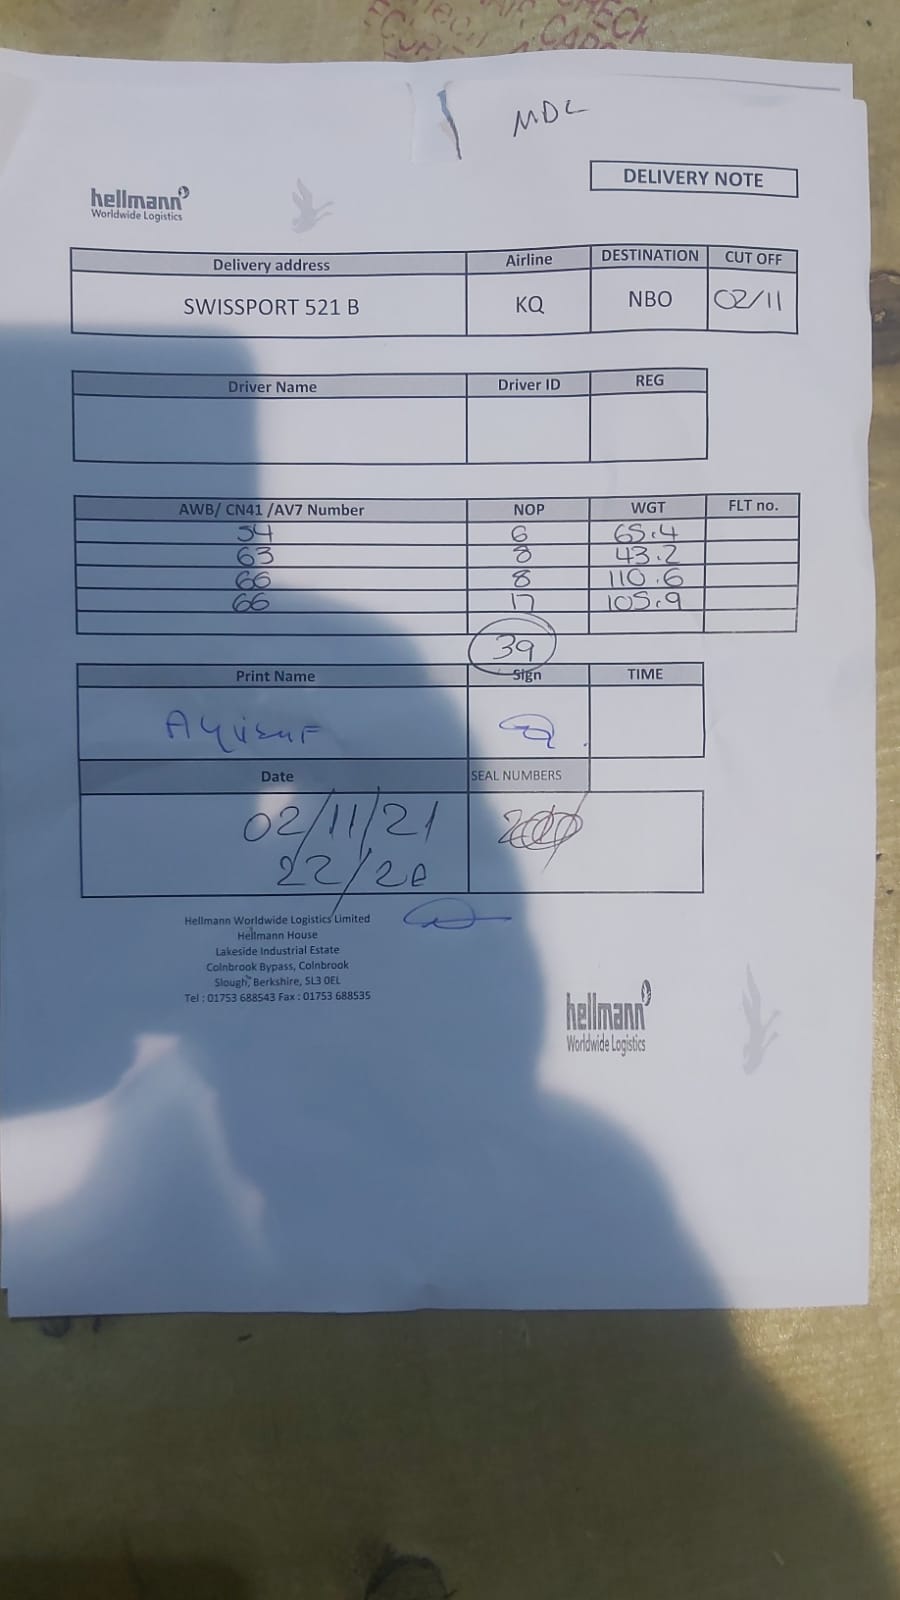 MDL
DELIVERY NOTE
hellmann
Worldwide Logistics
Delivery address Airline DESTINATION CUT OFF
SWISSPORT 521 B KQ NBO 02/11
Driver Name Driver ID REG
AWB/ CN41 /AV7 Number NOP WGT FLT no.
54 6 65.4
63 8 43.2
66 8 110.6
66 17 105.9
39
Print Name Sign TIME
Date SEAL NUMBERS
02/11/21
22/20
Hellmann Worldwide Logistics Limited
Hellmann House
Lakeside Industrial Estate
Colnbrook Bypass, Colnbrook
Slough, Berkshire, SL3 0EL
Tel : 01753 688543 Fax : 01753 688535
hellmann
Worldwide Logistics